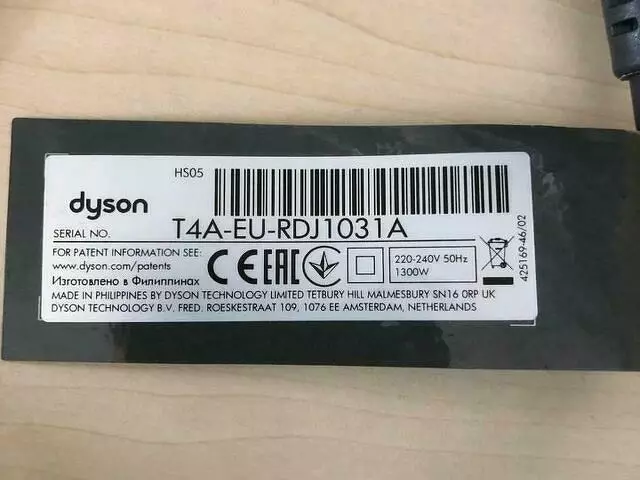 HS05
dyson
SERIAL NO. T4A-EU-RDJ1031A
FOR PATENT INFORMATION SEE:
www.dyson.com/patents
Изготовлено в Филиппинах
CE EAC
220-240V 50Hz
1300W
425169-46/02
MADE IN PHILIPPINES BY DYSON TECHNOLOGY LIMITED TETBURY HILL MALMESBURY SN16 0RP UK
DYSON TECHNOLOGY B.V. FRED. ROESKESTRAAT 109, 1076 EE AMSTERDAM, NETHERLANDS